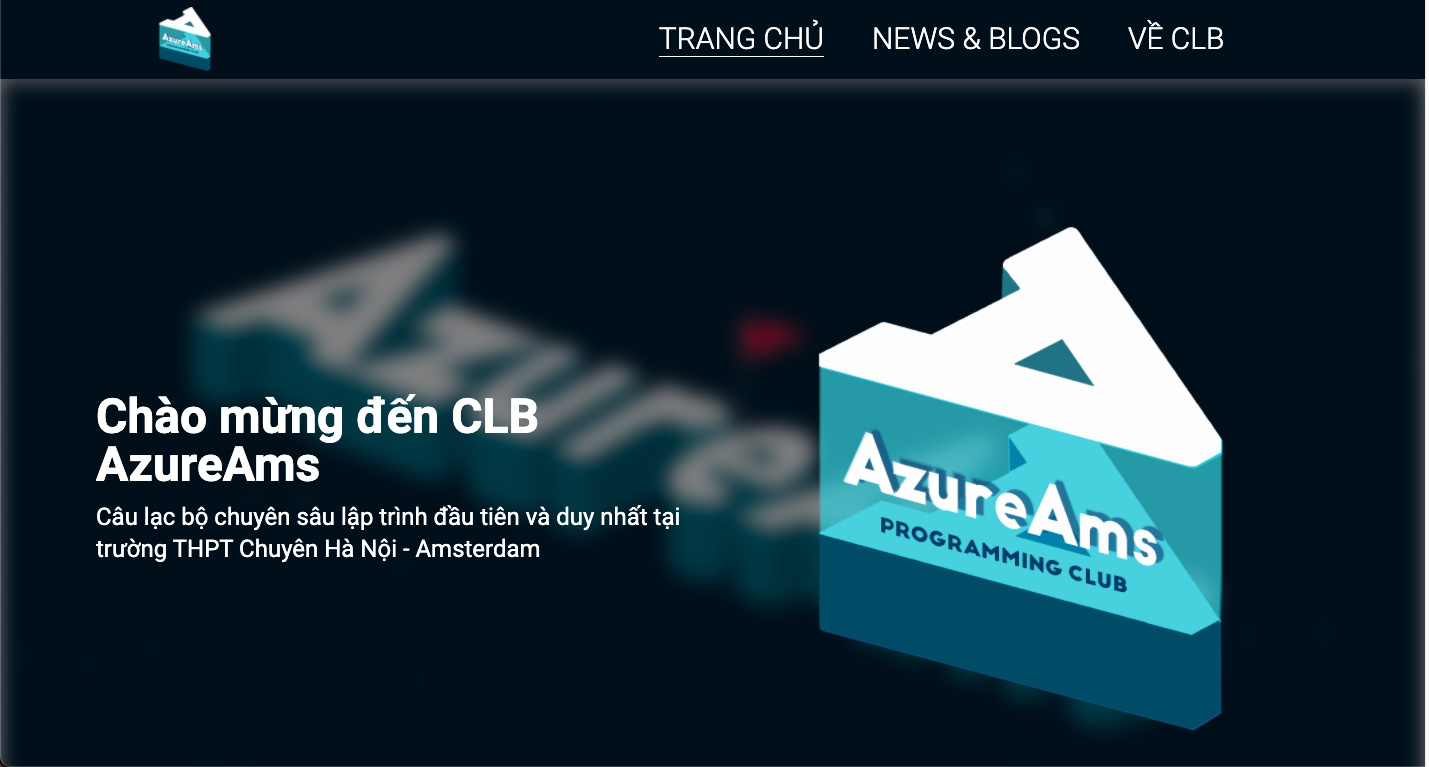 AzureAms
TRANG CHỦ NEWS & BLOGS VỀ CLB
Chào mừng đến CLB
AzureAms
Câu lạc bộ chuyên sâu lập trình đầu tiên và duy nhất tại
trường THPT Chuyên Hà Nội - Amsterdam
AzureAms
PROGRAMMING CLUB